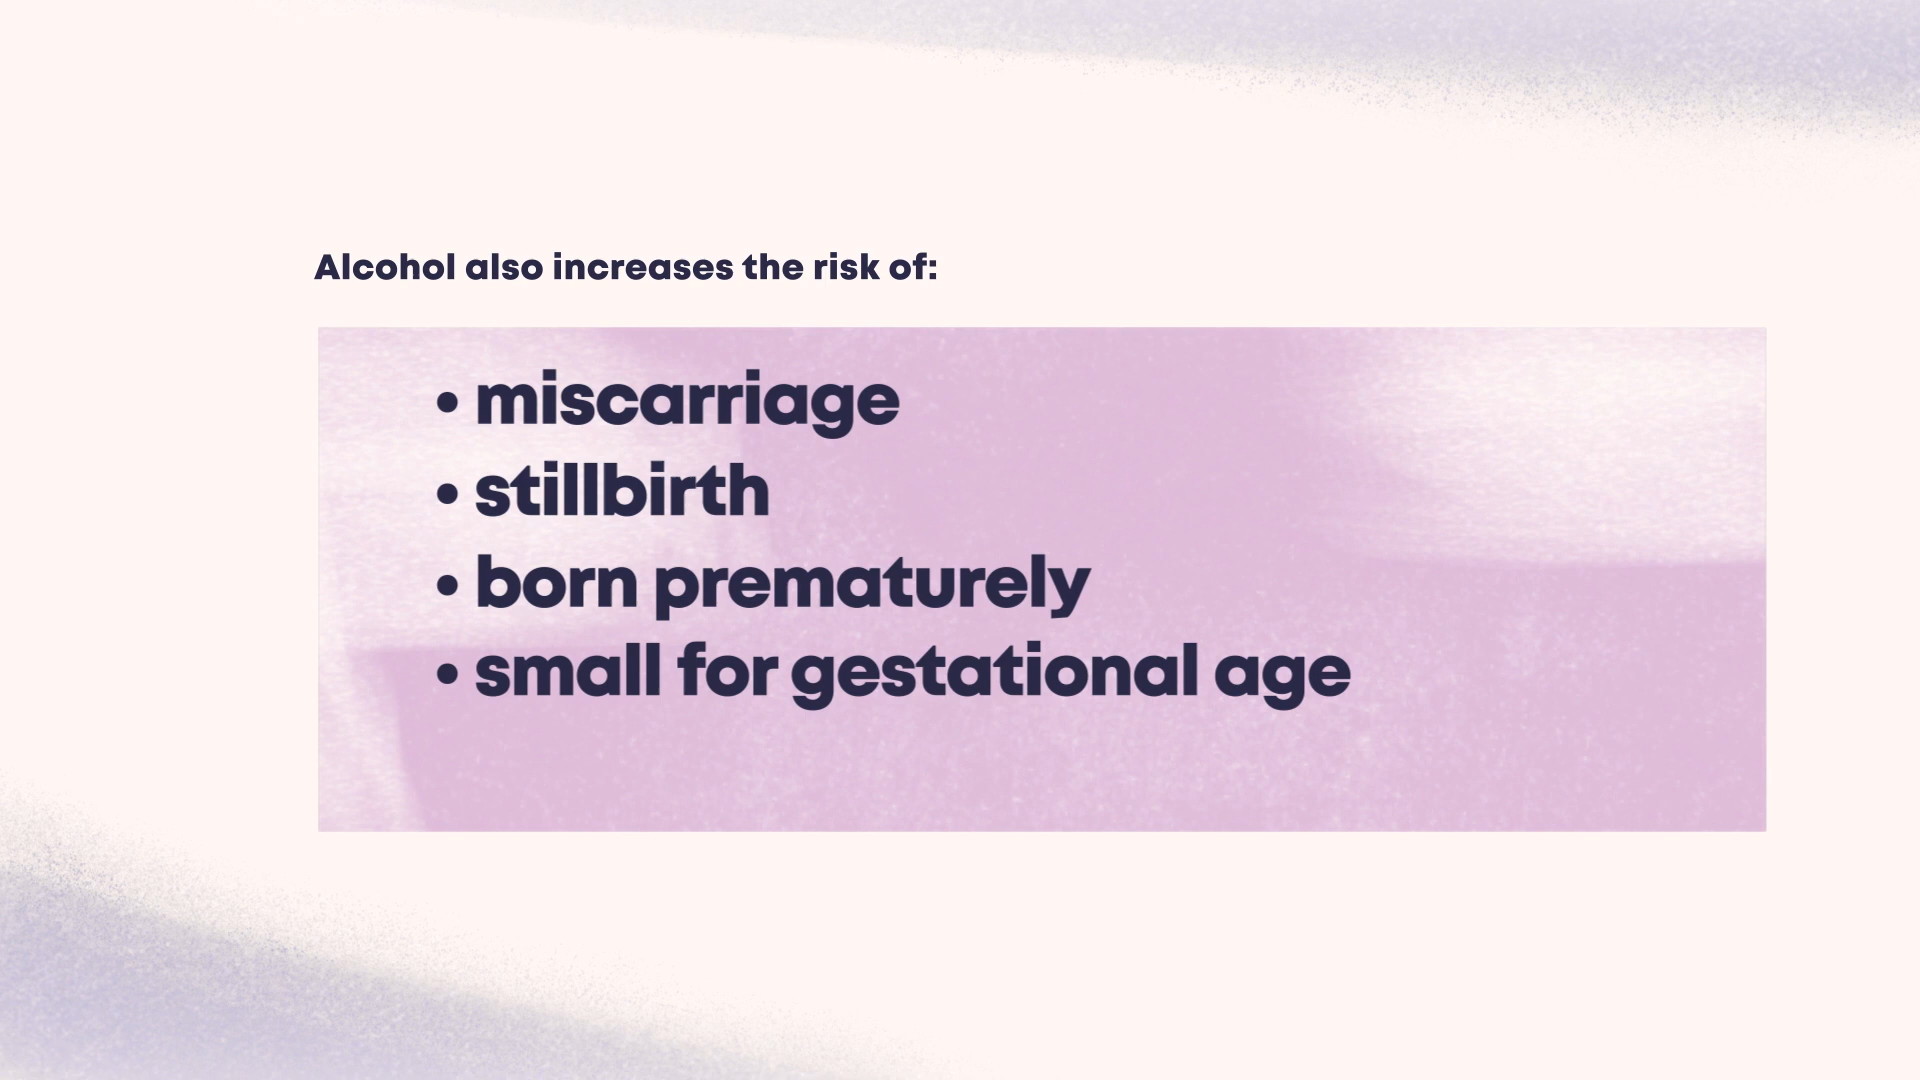 Alcohol also increases the risk of:
• miscarriage
• stillbirth
• born prematurely
• small for gestational age